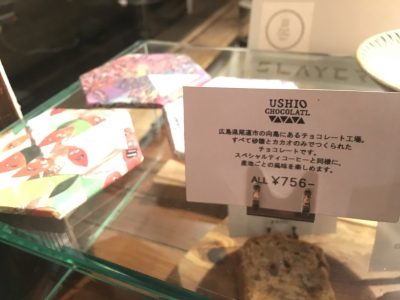 USHIO
CHOCOLATL
広島県尾道市の向島にあるチョコレート工場。
すべて砂糖とカカオのみでつくられた
チョコレートです。
スペシャルティコーヒーと同様に、
産地ごとの風味を楽しめます。
ALL ¥756-